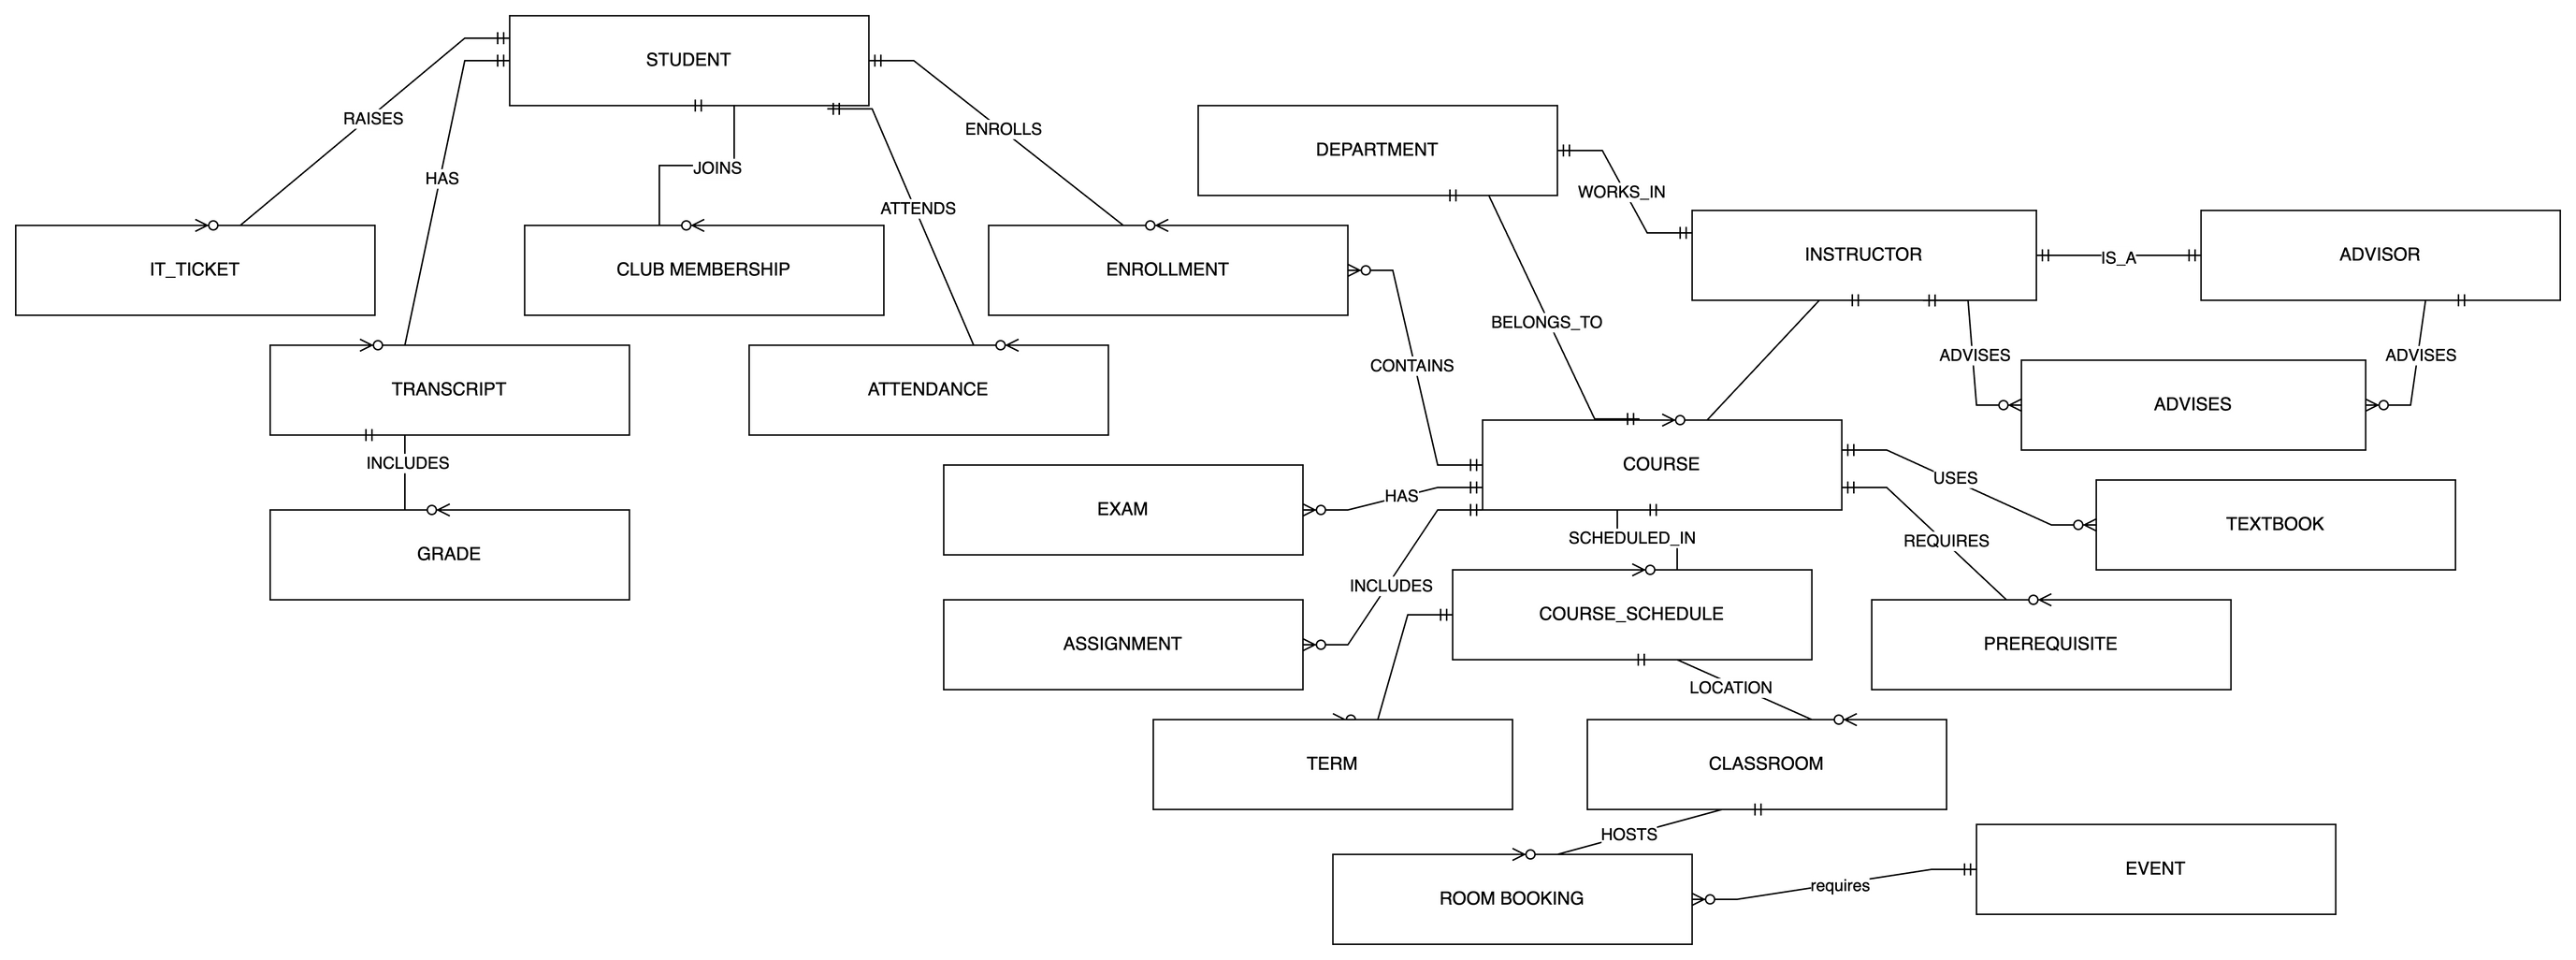 STUDENT
RAISES
ENROLLS
DEPARTMENT
JOINS
HAS
WORKS_IN
ATTENDS
INSTRUCTOR
IS_A
ADVISOR
IT_TICKET
CLUB MEMBERSHIP
ENROLLMENT
BELONGS_TO
CONTAINS
ADVISES
ADVISES
TRANSCRIPT
ATTENDANCE
ADVISES
INCLUDES
COURSE
USES
HAS
EXAM
TEXTBOOK
SCHEDULED_IN
REQUIRES
GRADE
INCLUDES
COURSE_SCHEDULE
ASSIGNMENT
PREREQUISITE
LOCATION
TERM
CLASSROOM
HOSTS
EVENT
requires
ROOM BOOKING